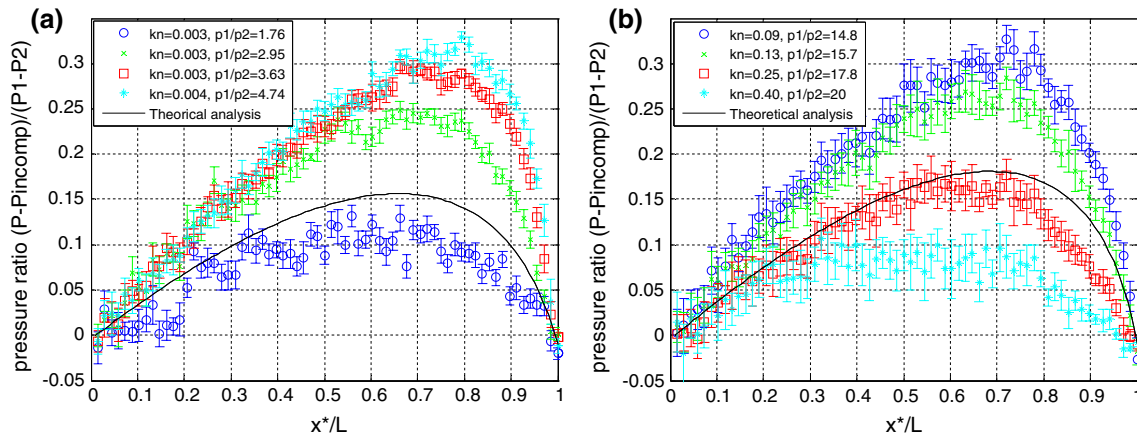 (a)
kn=0.003, p1/p2=1.76
kn=0.003, p1/p2=2.95
kn=0.003, p1/p2=3.63
kn=0.004, p1/p2=4.74
Theorical analysis
pressure ratio (P-Pincomp)/(P1-P2)
0.3
0.25
0.2
0.15
0.1
0.05
0
-0.05
0 0.1 0.2 0.3 0.4 0.5 0.6 0.7 0.8 0.9 1
x*/L
(b)
kn=0.09, p1/p2=14.8
kn=0.13, p1/p2=15.7
kn=0.25, p1/p2=17.8
kn=0.40, p1/p2=20
Theoretical analysis
pressure ratio (P-Pincomp)/(P1-P2)
0.3
0.25
0.2
0.15
0.1
0.05
0
-0.05
0 0.1 0.2 0.3 0.4 0.5 0.6 0.7 0.8 0.9 1
x*/L